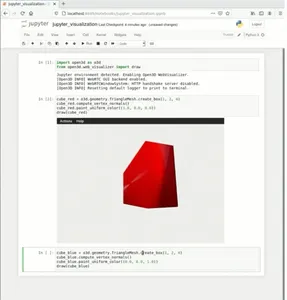 jupyter_visualization
localhost
jupyter jupyter_visualization Last Checkpoint: 4 minutes ago (unsaved changes)
File Edit View Insert Cell Kernel Widgets Help
Run
In [1]: import open3d as o3d
from open3d.web_visualizer import draw
Jupyter environment detected. Enabling Open3D WebVisualizer.
[Open3D INFO] WebRTC GUI backend enabled.
[Open3D INFO] WebRTCWindowSystem: HTTP handshake server disabled.
[Open3D INFO] Resetting default logger to print to terminal.
In [2]: cube_red = o3d.geometry.TriangleMesh.create_box(1, 2, 4)
cube_red.compute_vertex_normals()
cube_red.paint_uniform_color((1.0, 0.0, 0.0))
draw(cube_red)
Actions Help
In [ ]: cube_blue = o3d.geometry.TriangleMesh.create_box(1, 2, 4)
cube_blue.compute_vertex_normals()
cube_blue.paint_uniform_color((0.0, 0.0, 1.0))
draw(cube_blue)